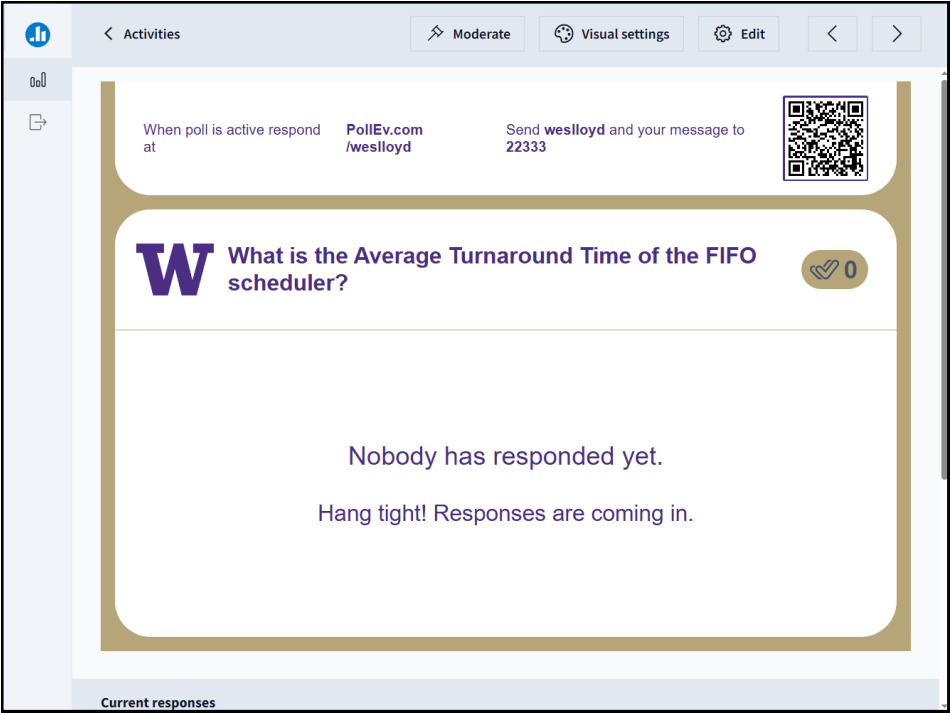 Activities
Moderate
Visual settings
Edit
When poll is active respond
at
PollEv.com
/weslloyd
Send weslloyd and your message to
22333
W
What is the Average Turnaround Time of the FIFO
scheduler?
0
Nobody has responded yet.
Hang tight! Responses are coming in.
Current responses